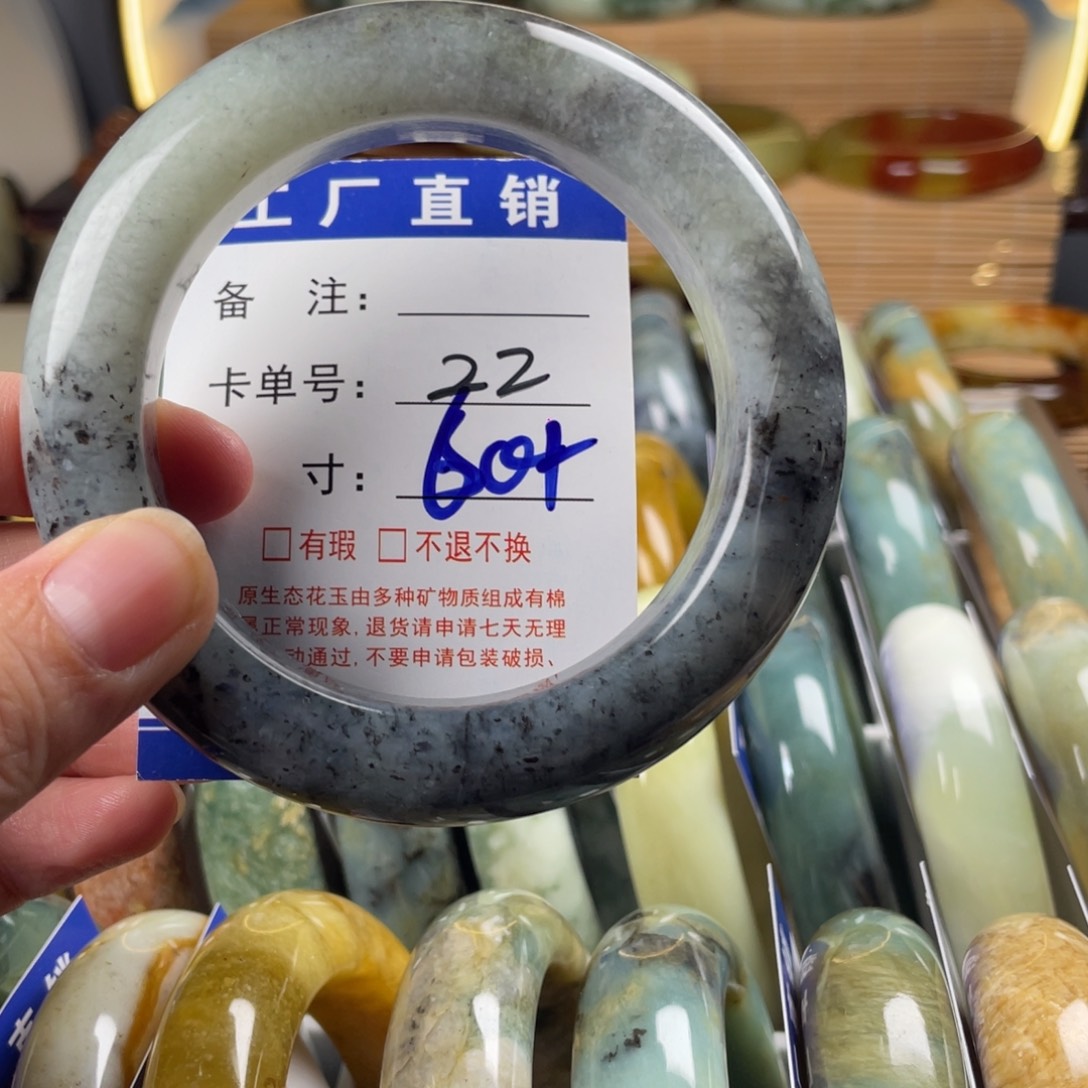 工厂直销
备 注:
卡单号: 22
寸: 60+
□有瑕 □不退不换
原生态花玉由多种矿物质组成有棉
正常现象,退货请申请七天无理
动通过,不要申请包装破损、